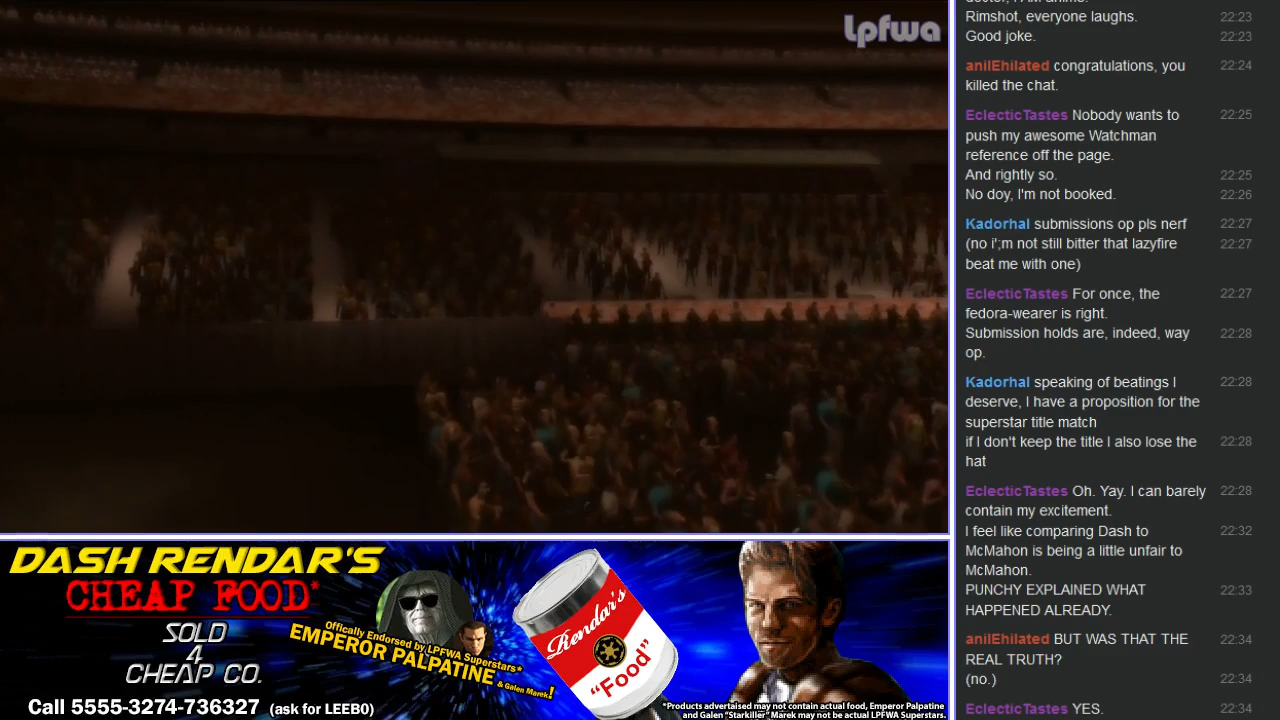 Lpfwa
doctor, I AM anime.
Rimshot, everyone laughs. 22:23
Good joke. 22:23
anilEhilated congratulations, you 22:24
killed the chat.
EclecticTastes Nobody wants to 22:25
push my awesome Watchman
reference off the page.
And rightly so. 22:25
No doy, I'm not booked. 22:26
Kadorhal submissions op pls nerf 22:27
(no i';m not still bitter that lazyfire 22:27
beat me with one)
EclecticTastes For once, the 22:27
fedora-wearer is right.
Submission holds are, indeed, way 22:28
op.
Kadorhal speaking of beatings I 22:28
deserve, I have a proposition for the
superstar title match
if I don't keep the title I also lose the 22:28
hat
EclecticTastes Oh. Yay. I can barely 22:28
contain my excitement.
I feel like comparing Dash to 22:32
McMahon is being a little unfair to
McMahon.
PUNCHY EXPLAINED WHAT 22:33
HAPPENED ALREADY.
anilEhilated BUT WAS THAT THE 22:34
REAL TRUTH?
(no.) 22:34
EclecticTastes YES. 22:34
DASH RENDAR'S
CHEAP FOOD*
SOLD
4
CHEAP CO.
Call 5555-3274-736327 (ask for LEEB0)
Offically Endorsed by LPFWA Superstars*
EMPEROR PALPATINE
& Galen Marek!
Rendar's
"Food"
*Products advertaised may not contain actual food, Emperor Palpatine
and Galen "Starkiller" Marek may not be actual LPFWA Superstars.